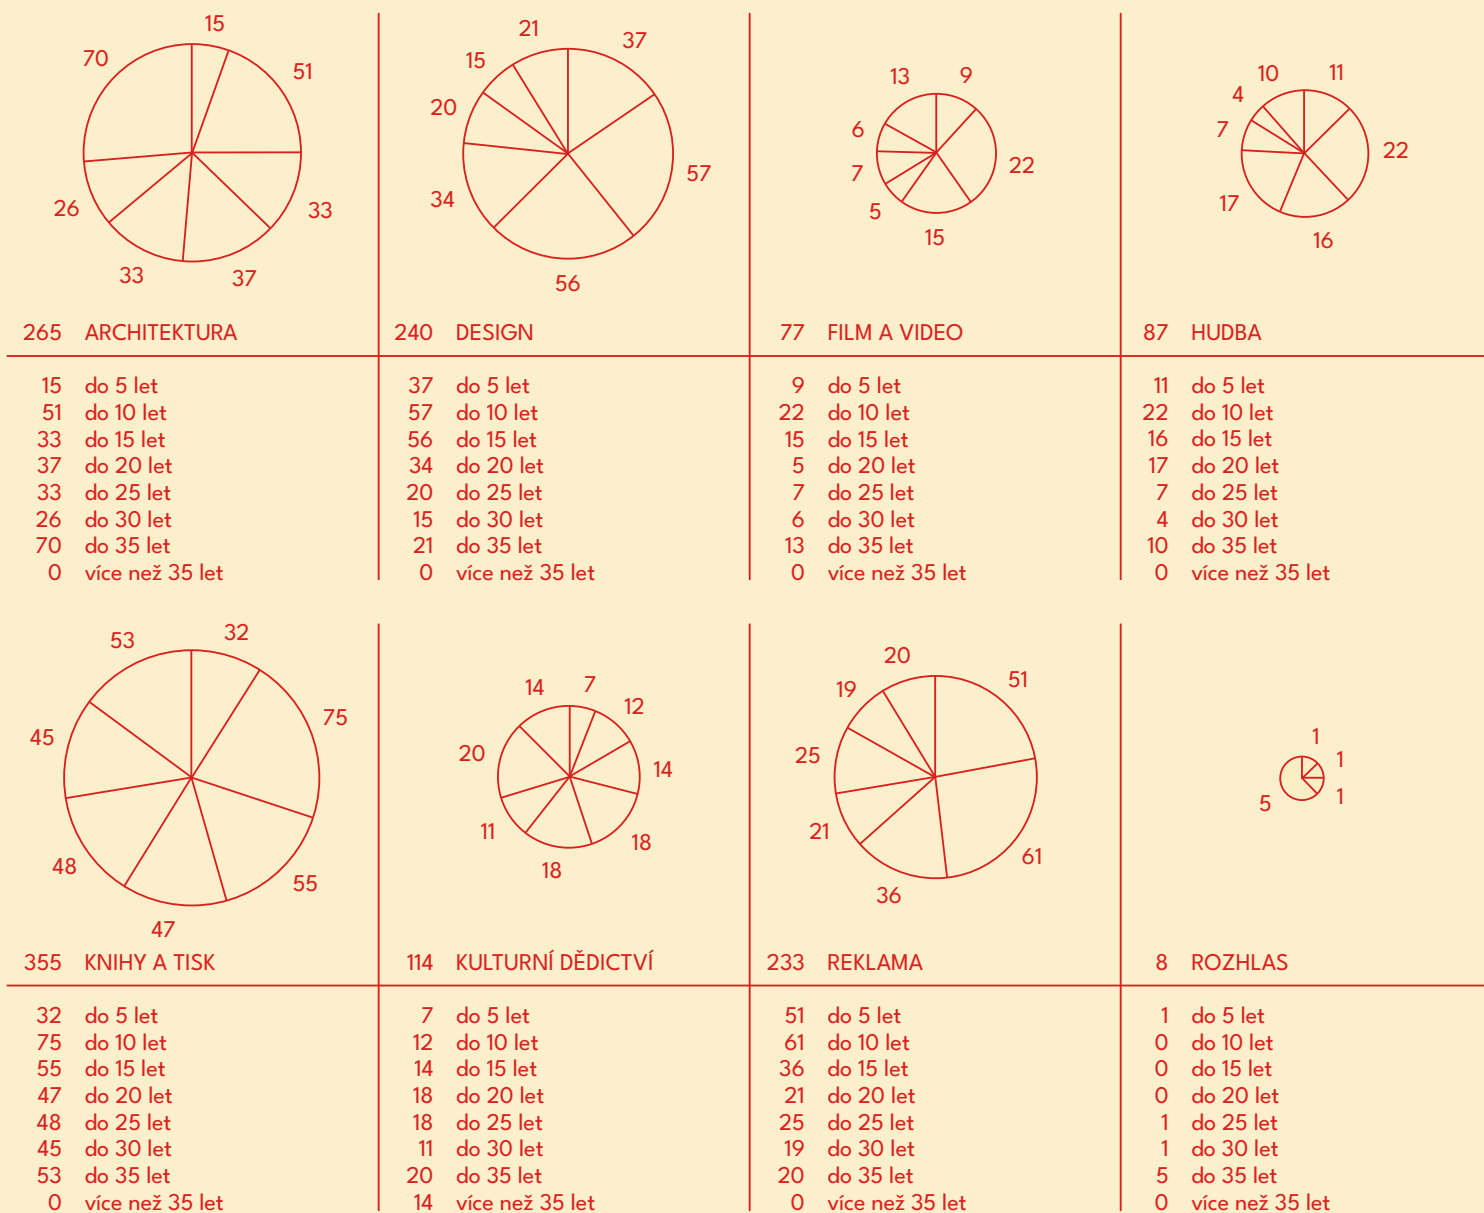 15
51
33
37
33
26
70
265 ARCHITEKTURA
15 do 5 let
51 do 10 let
33 do 15 let
37 do 20 let
33 do 25 let
26 do 30 let
70 do 35 let
0 více než 35 let
37
57
56
34
20
15
21
240 DESIGN
37 do 5 let
57 do 10 let
56 do 15 let
34 do 20 let
20 do 25 let
15 do 30 let
21 do 35 let
0 více než 35 let
9
22
15
5
7
6
13
77 FILM A VIDEO
9 do 5 let
22 do 10 let
15 do 15 let
5 do 20 let
7 do 25 let
6 do 30 let
13 do 35 let
0 více než 35 let
11
22
16
17
7
4
10
87 HUDBA
11 do 5 let
22 do 10 let
16 do 15 let
17 do 20 let
7 do 25 let
4 do 30 let
10 do 35 let
0 více než 35 let
32
75
55
47
48
45
53
355 KNIHY A TISK
32 do 5 let
75 do 10 let
55 do 15 let
47 do 20 let
48 do 25 let
45 do 30 let
53 do 35 let
0 více než 35 let
7
12
14
18
18
11
20
14
114 KULTURNÍ DĚDICTVÍ
7 do 5 let
12 do 10 let
14 do 15 let
18 do 20 let
18 do 25 let
11 do 30 let
20 do 35 let
14 více než 35 let
51
61
36
21
25
19
20
233 REKLAMA
51 do 5 let
61 do 10 let
36 do 15 let
21 do 20 let
25 do 25 let
19 do 30 let
20 do 35 let
0 více než 35 let
1
1
1
5
8 ROZHLAS
1 do 5 let
0 do 10 let
0 do 15 let
0 do 20 let
1 do 25 let
1 do 30 let
5 do 35 let
0 více než 35 let